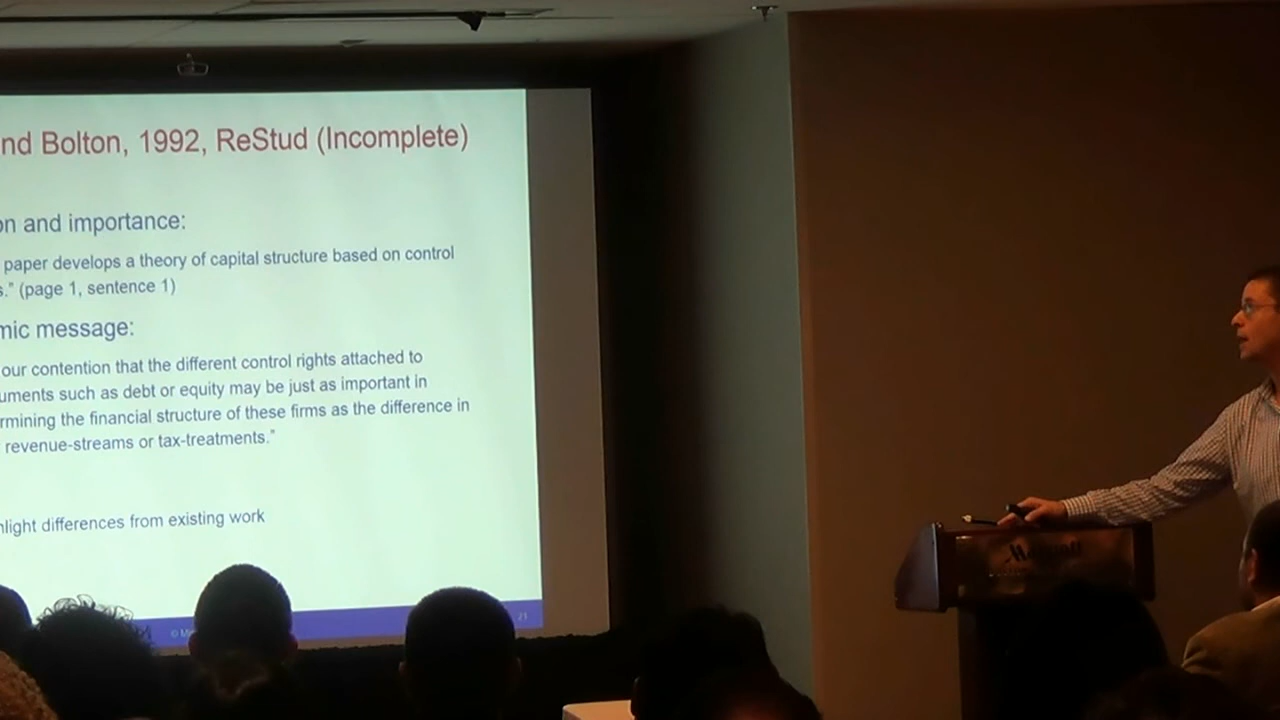 nd Bolton, 1992, ReStud (Incomplete)
on and importance:
paper develops a theory of capital structure based on control
s.” (page 1, sentence 1)
mic message:
our contention that the different control rights attached to
uments such as debt or equity may be just as important in
rmining the financial structure of these firms as the difference in
revenue-streams or tax-treatments.”
hlight differences from existing work
21
Marriott